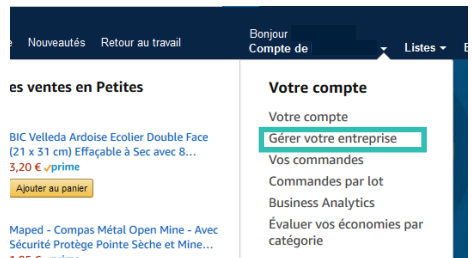 Nouveautés Retour au travail
Bonjour
Compte de
Listes
es ventes en Petites
BIC Velleda Ardoise Ecolier Double Face
(21 x 31 cm) Effaçable à Sec avec 8...
3,20 € prime
Ajouter au panier
Maped - Compas Métal Open Mine - Avec
Sécurité Protège Pointe Sèche et Mine...
Votre compte
Votre compte
Gérer votre entreprise
Vos commandes
Commandes par lot
Business Analytics
Évaluer vos économies par
catégorie